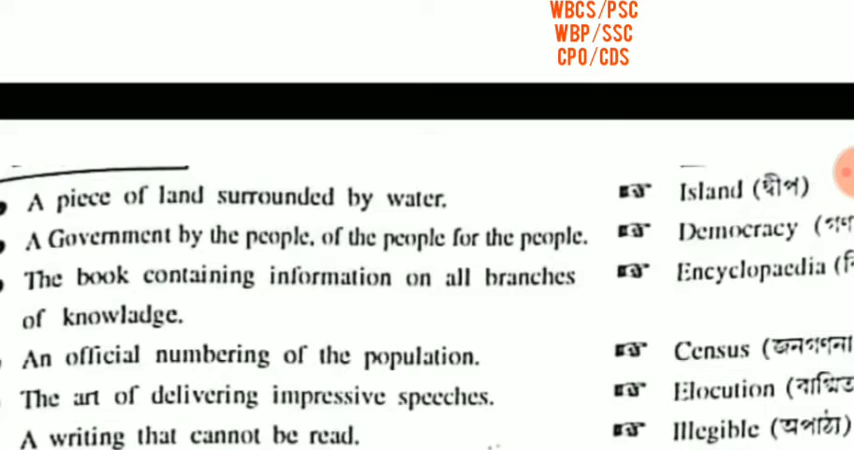 WBCS/PSC
WBP/SSC
CPO/CDS
A piece of land surrounded by water. Island (দ্বীপ)
A Government by the people, of the people for the people. Democracy
The book containing information on all branches Encyclopaedia
of knowladge.
An official numbering of the population. Census (জনগণনা
The art of delivering impressive speeches. Elocution
A writing that cannot be read. Illegible (অপাঠ্য)